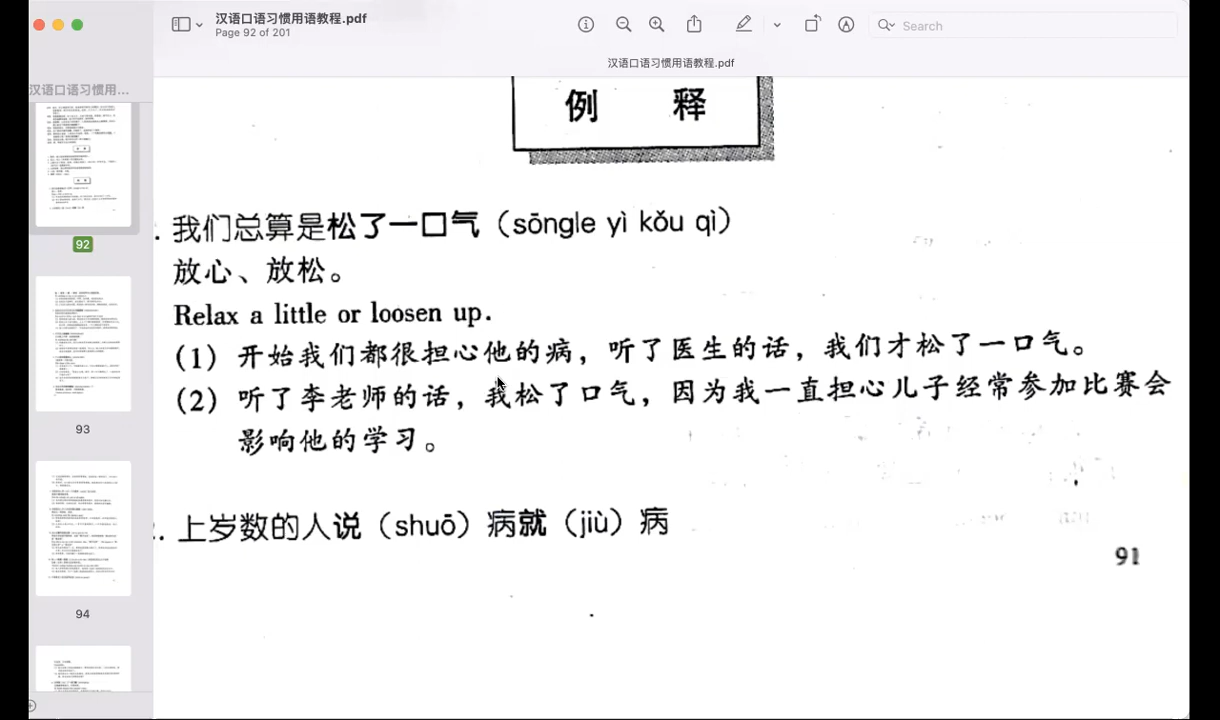 汉语口语习惯用语教程.pdf
Page 92 of 201
Search
汉语口语习惯用语教程.pdf
汉语口语习惯用...
92
93
94
例 释
. 我们总算是松了一口气（sōngle yì kǒu qì）
放心、放松。
Relax a little or loosen up.
(1) 开始我们都很担心他的病，听了医生的话，我们才松了一口气。
(2) 听了李老师的话，我松了口气，因为我一直担心儿子经常参加比赛会
影响他的学习。
. 上岁数的人说（shuō）病就（jiù）病
91